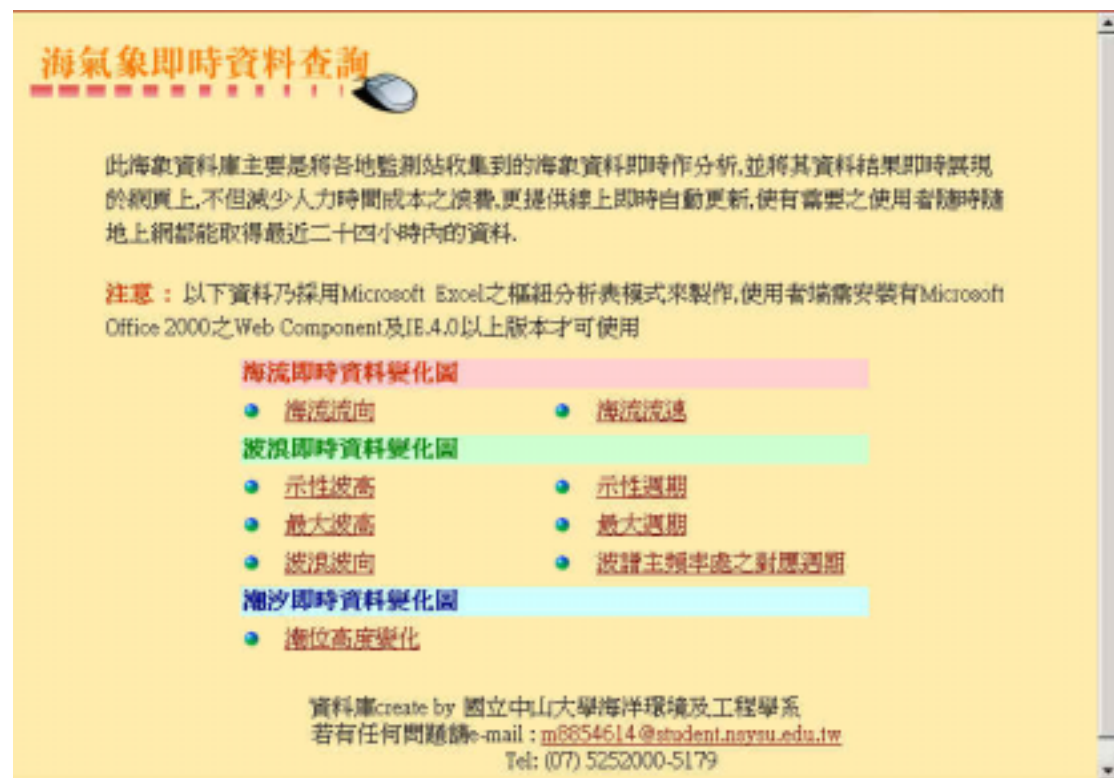 海氣象即時資料查詢
此海象資料庫主要是將各地監測站收集到的海象資料即時作分析,並將其資料結果即時展現
於網頁上,不但減少人力時間成本之浪費,更提供線上即時自動更新,使有需要之使用者隨時隨
地上網都能取得最近二十四小時內的資料.
注意：以下資料乃採用Microsoft Excel之樞紐分析表模式來製作,使用者端需安裝有Microsoft
Office 2000之Web Component及IE.4.0以上版本才可使用
海流即時資料變化圖
海流流向 海流流速
波浪即時資料變化圖
示性波高 示性週期
最大波高 最大週期
波浪波向 波譜主頻率處之對應週期
潮汐即時資料變化圖
潮位高度變化
資料庫create by 國立中山大學海洋環境及工程學系
若有任何問題請e-mail : m8854614@student.nsysu.edu.tw
Tel: (07) 5252000-5179